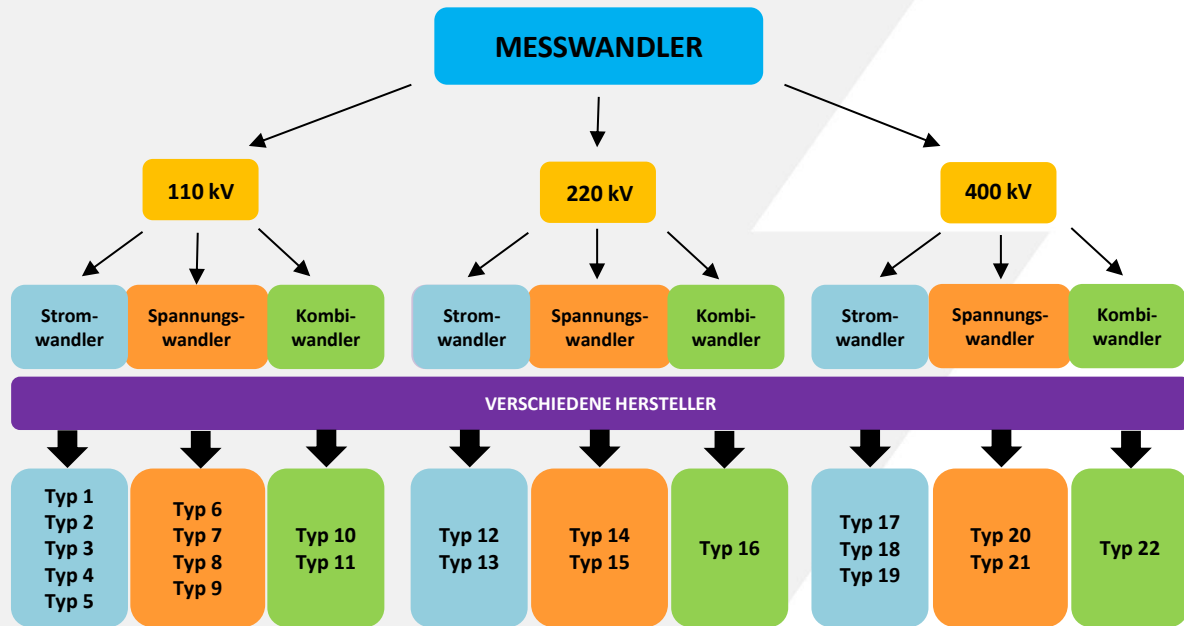 MESSWANDLER
110 kV
220 kV
400 kV
Strom-
wandler
Spannungs-
wandler
Kombi-
wandler
Strom-
wandler
Spannungs-
wandler
Kombi-
wandler
Strom-
wandler
Spannungs-
wandler
Kombi-
wandler
VERSCHIEDENE HERSTELLER
Typ 1
Typ 2
Typ 3
Typ 4
Typ 5
Typ 6
Typ 7
Typ 8
Typ 9
Typ 10
Typ 11
Typ 12
Typ 13
Typ 14
Typ 15
Typ 16
Typ 17
Typ 18
Typ 19
Typ 20
Typ 21
Typ 22